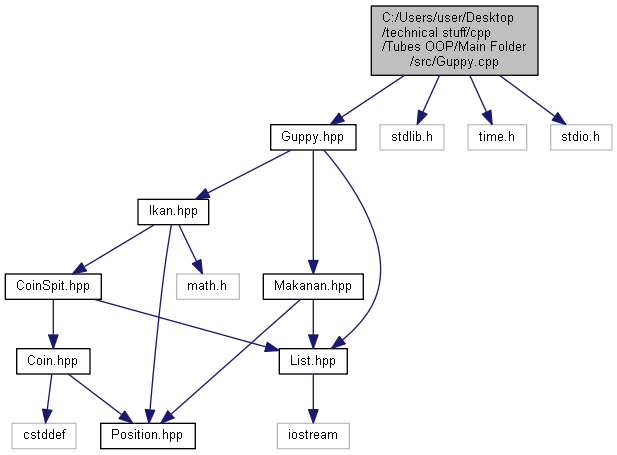 C:/Users/user/Desktop
/technical stuff/cpp
/Tubes OOP/Main Folder
/src/Guppy.cpp
Guppy.hpp
stdlib.h
time.h
stdio.h
Ikan.hpp
CoinSpit.hpp
math.h
Makanan.hpp
Coin.hpp
List.hpp
cstddef
Position.hpp
iostream